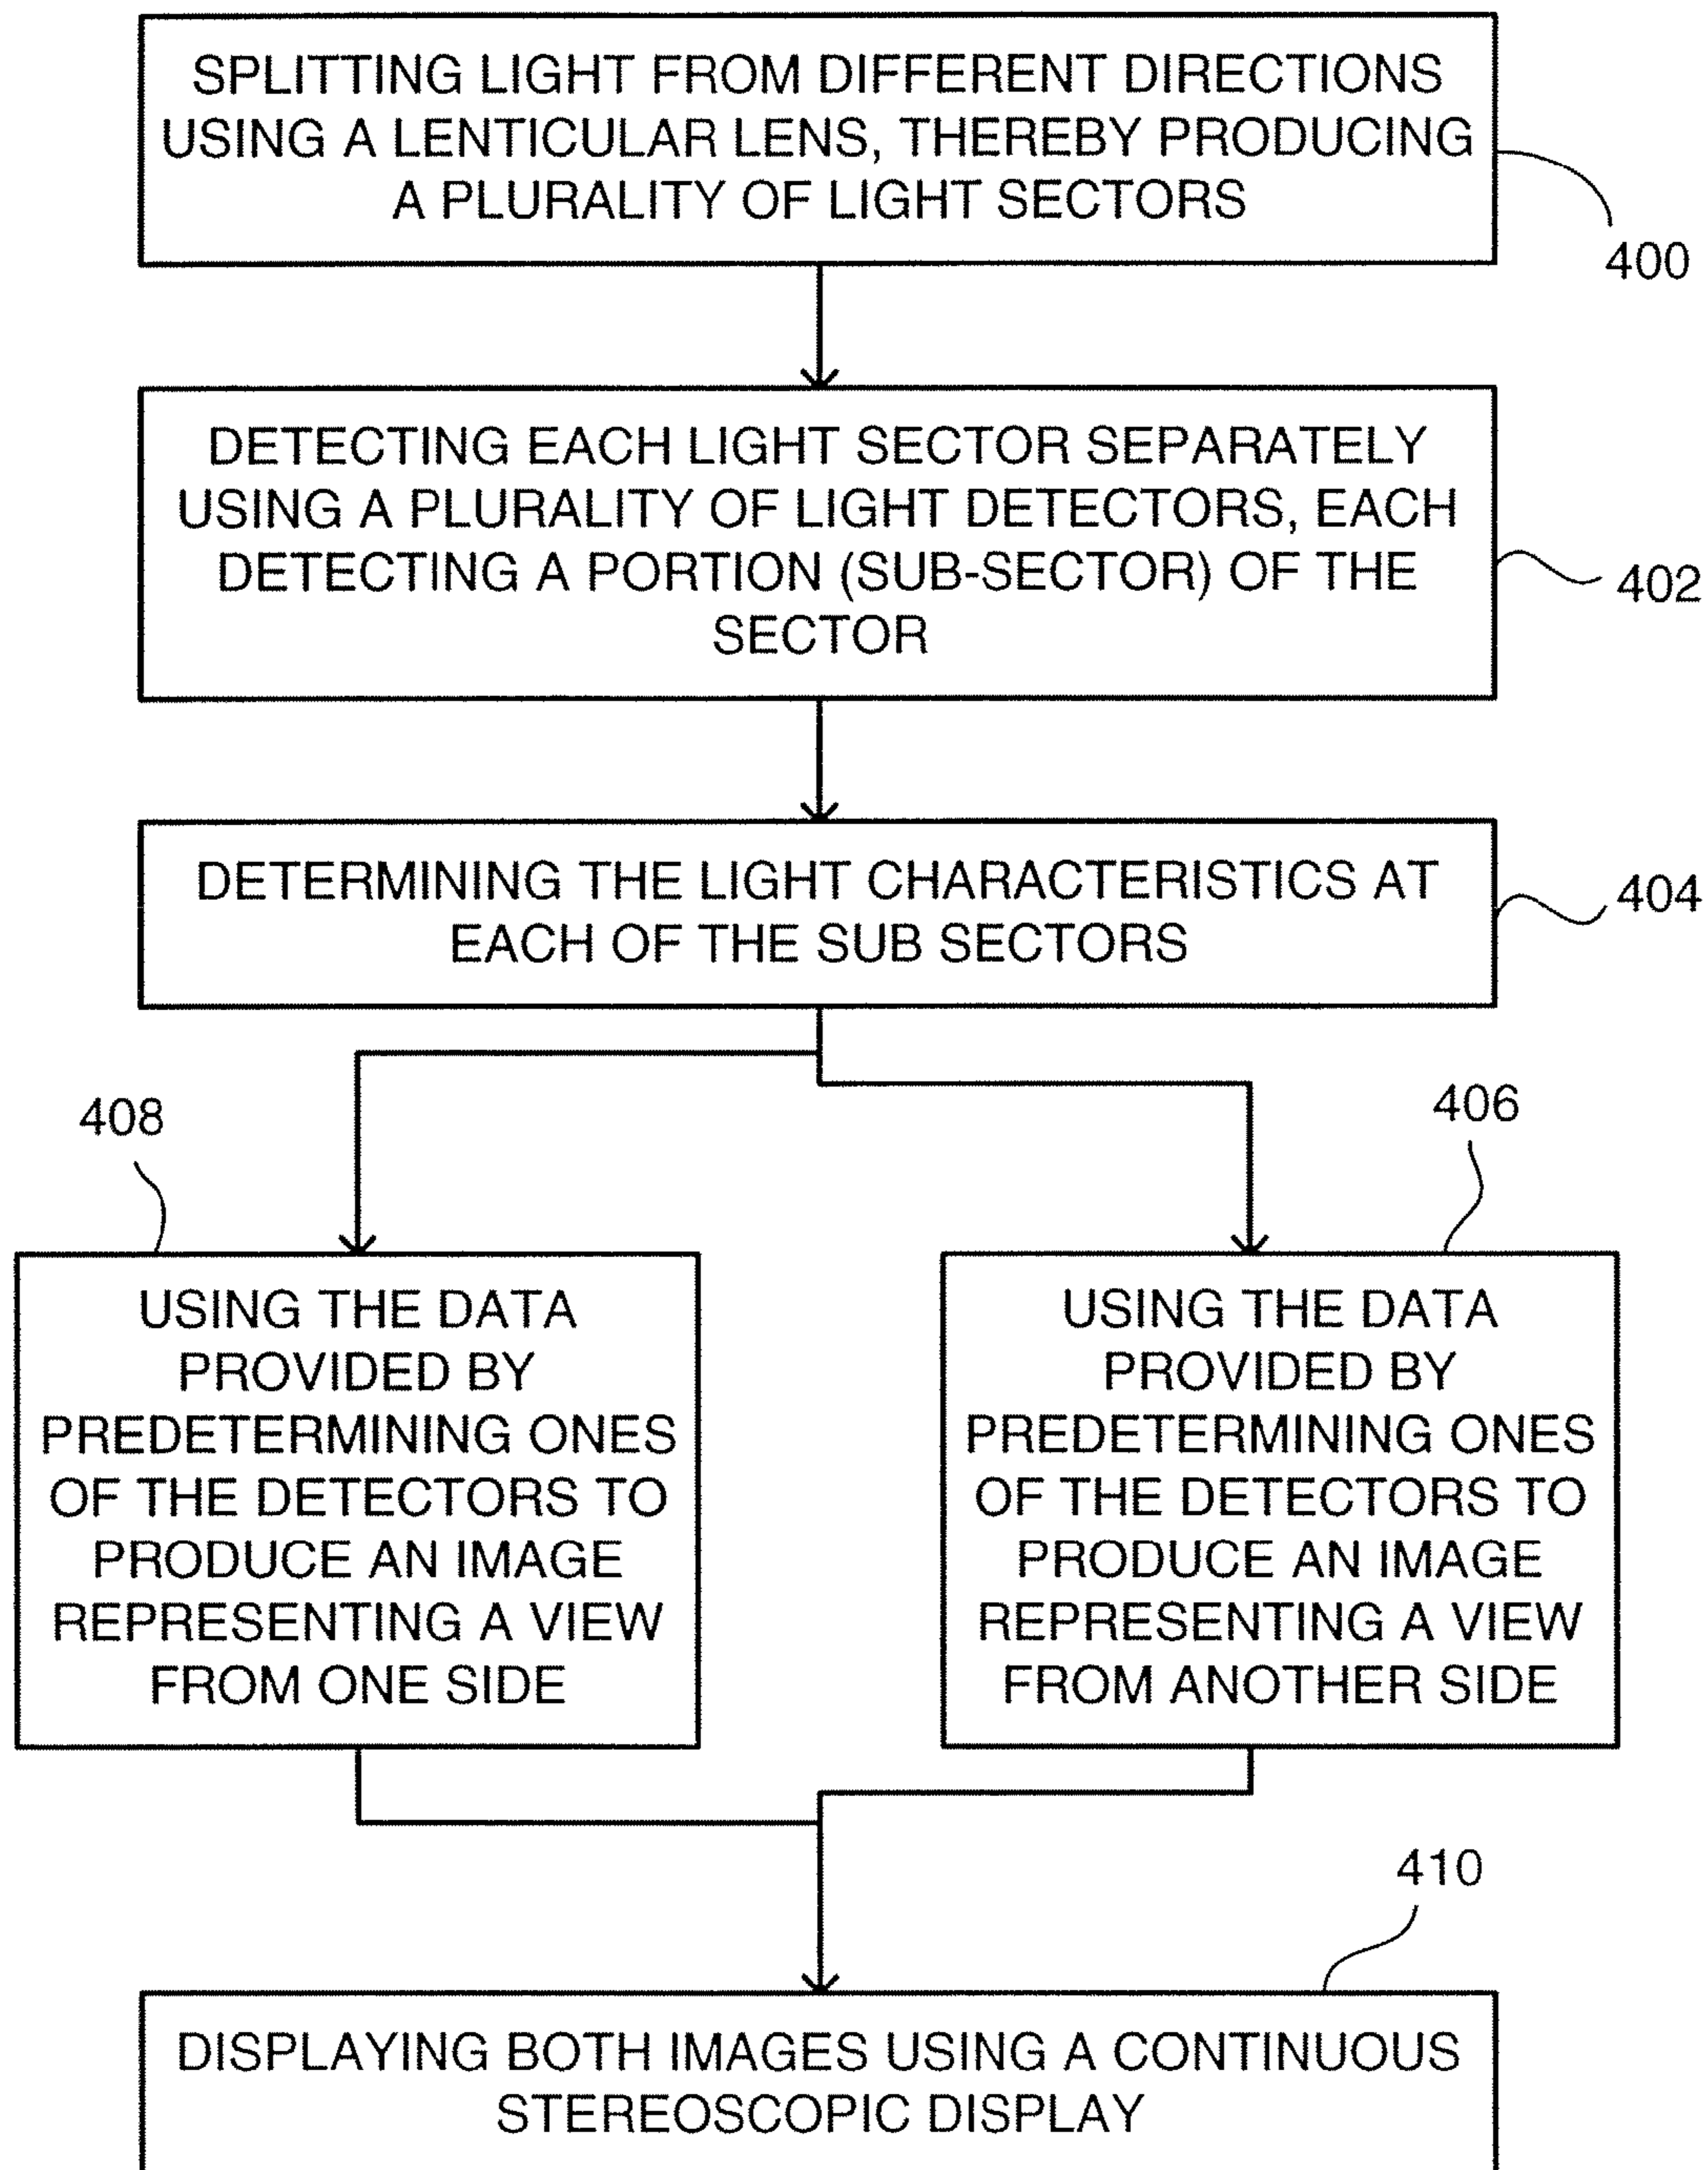 SPLITTING LIGHT FROM DIFFERENT DIRECTIONS
USING A LENTICULAR LENS, THEREBY PRODUCING
A PLURALITY OF LIGHT SECTORS
400
DETECTING EACH LIGHT SECTOR SEPARATELY
USING A PLURALITY OF LIGHT DETECTORS, EACH
DETECTING A PORTION (SUB-SECTOR) OF THE
SECTOR
402
DETERMINING THE LIGHT CHARACTERISTICS AT
EACH OF THE SUB SECTORS
404
408
USING THE DATA
PROVIDED BY
PREDETERMINING ONES
OF THE DETECTORS TO
PRODUCE AN IMAGE
REPRESENTING A VIEW
FROM ONE SIDE
406
USING THE DATA
PROVIDED BY
PREDETERMINING ONES
OF THE DETECTORS TO
PRODUCE AN IMAGE
REPRESENTING A VIEW
FROM ANOTHER SIDE
410
DISPLAYING BOTH IMAGES USING A CONTINUOUS
STEREOSCOPIC DISPLAY